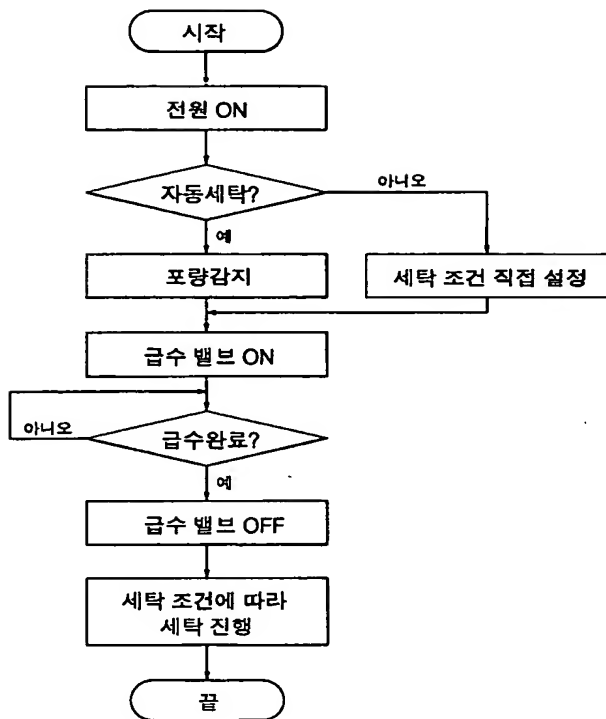 시작
전원 ON
자동세탁?
아니오
예
포량감지
세탁 조건 직접 설정
급수 밸브 ON
아니오
급수완료?
예
급수 밸브 OFF
세탁 조건에 따라
세탁 진행
끝